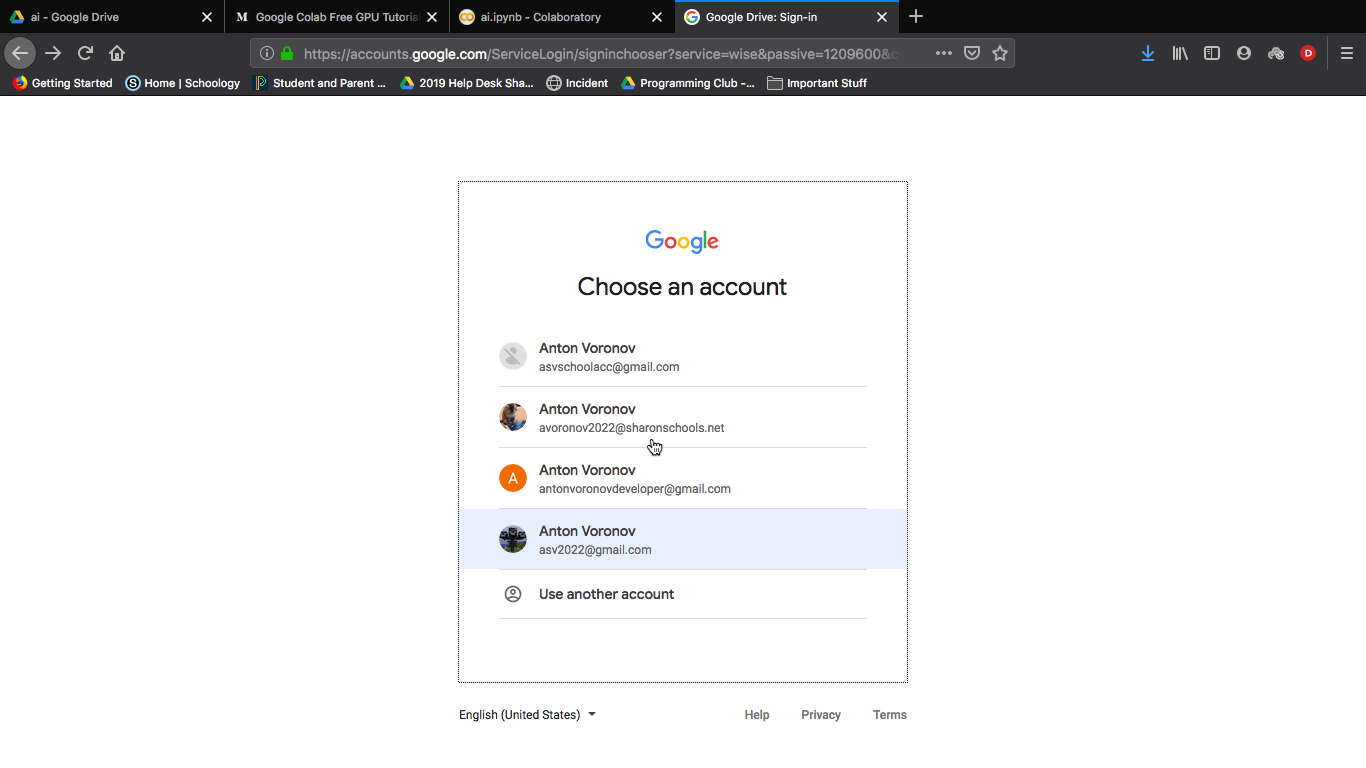 ai - Google Drive
Google Colab Free GPU Tutorial
ai.ipynb - Colaboratory
Google Drive: Sign-in
https://accounts.google.com/ServiceLogin/signinchooser?service=wise&passive=1209600&c
D
Getting Started
S Home | Schoology
Student and Parent ...
2019 Help Desk Sha...
Incident
Programming Club -...
Important Stuff
Google
Choose an account
Anton Voronov
asvschoolacc@gmail.com
Anton Voronov
avoronov2022@sharonschools.net
A
Anton Voronov
antonvoronovdeveloper@gmail.com
Anton Voronov
asv2022@gmail.com
Use another account
English (United States)
Help
Privacy
Terms